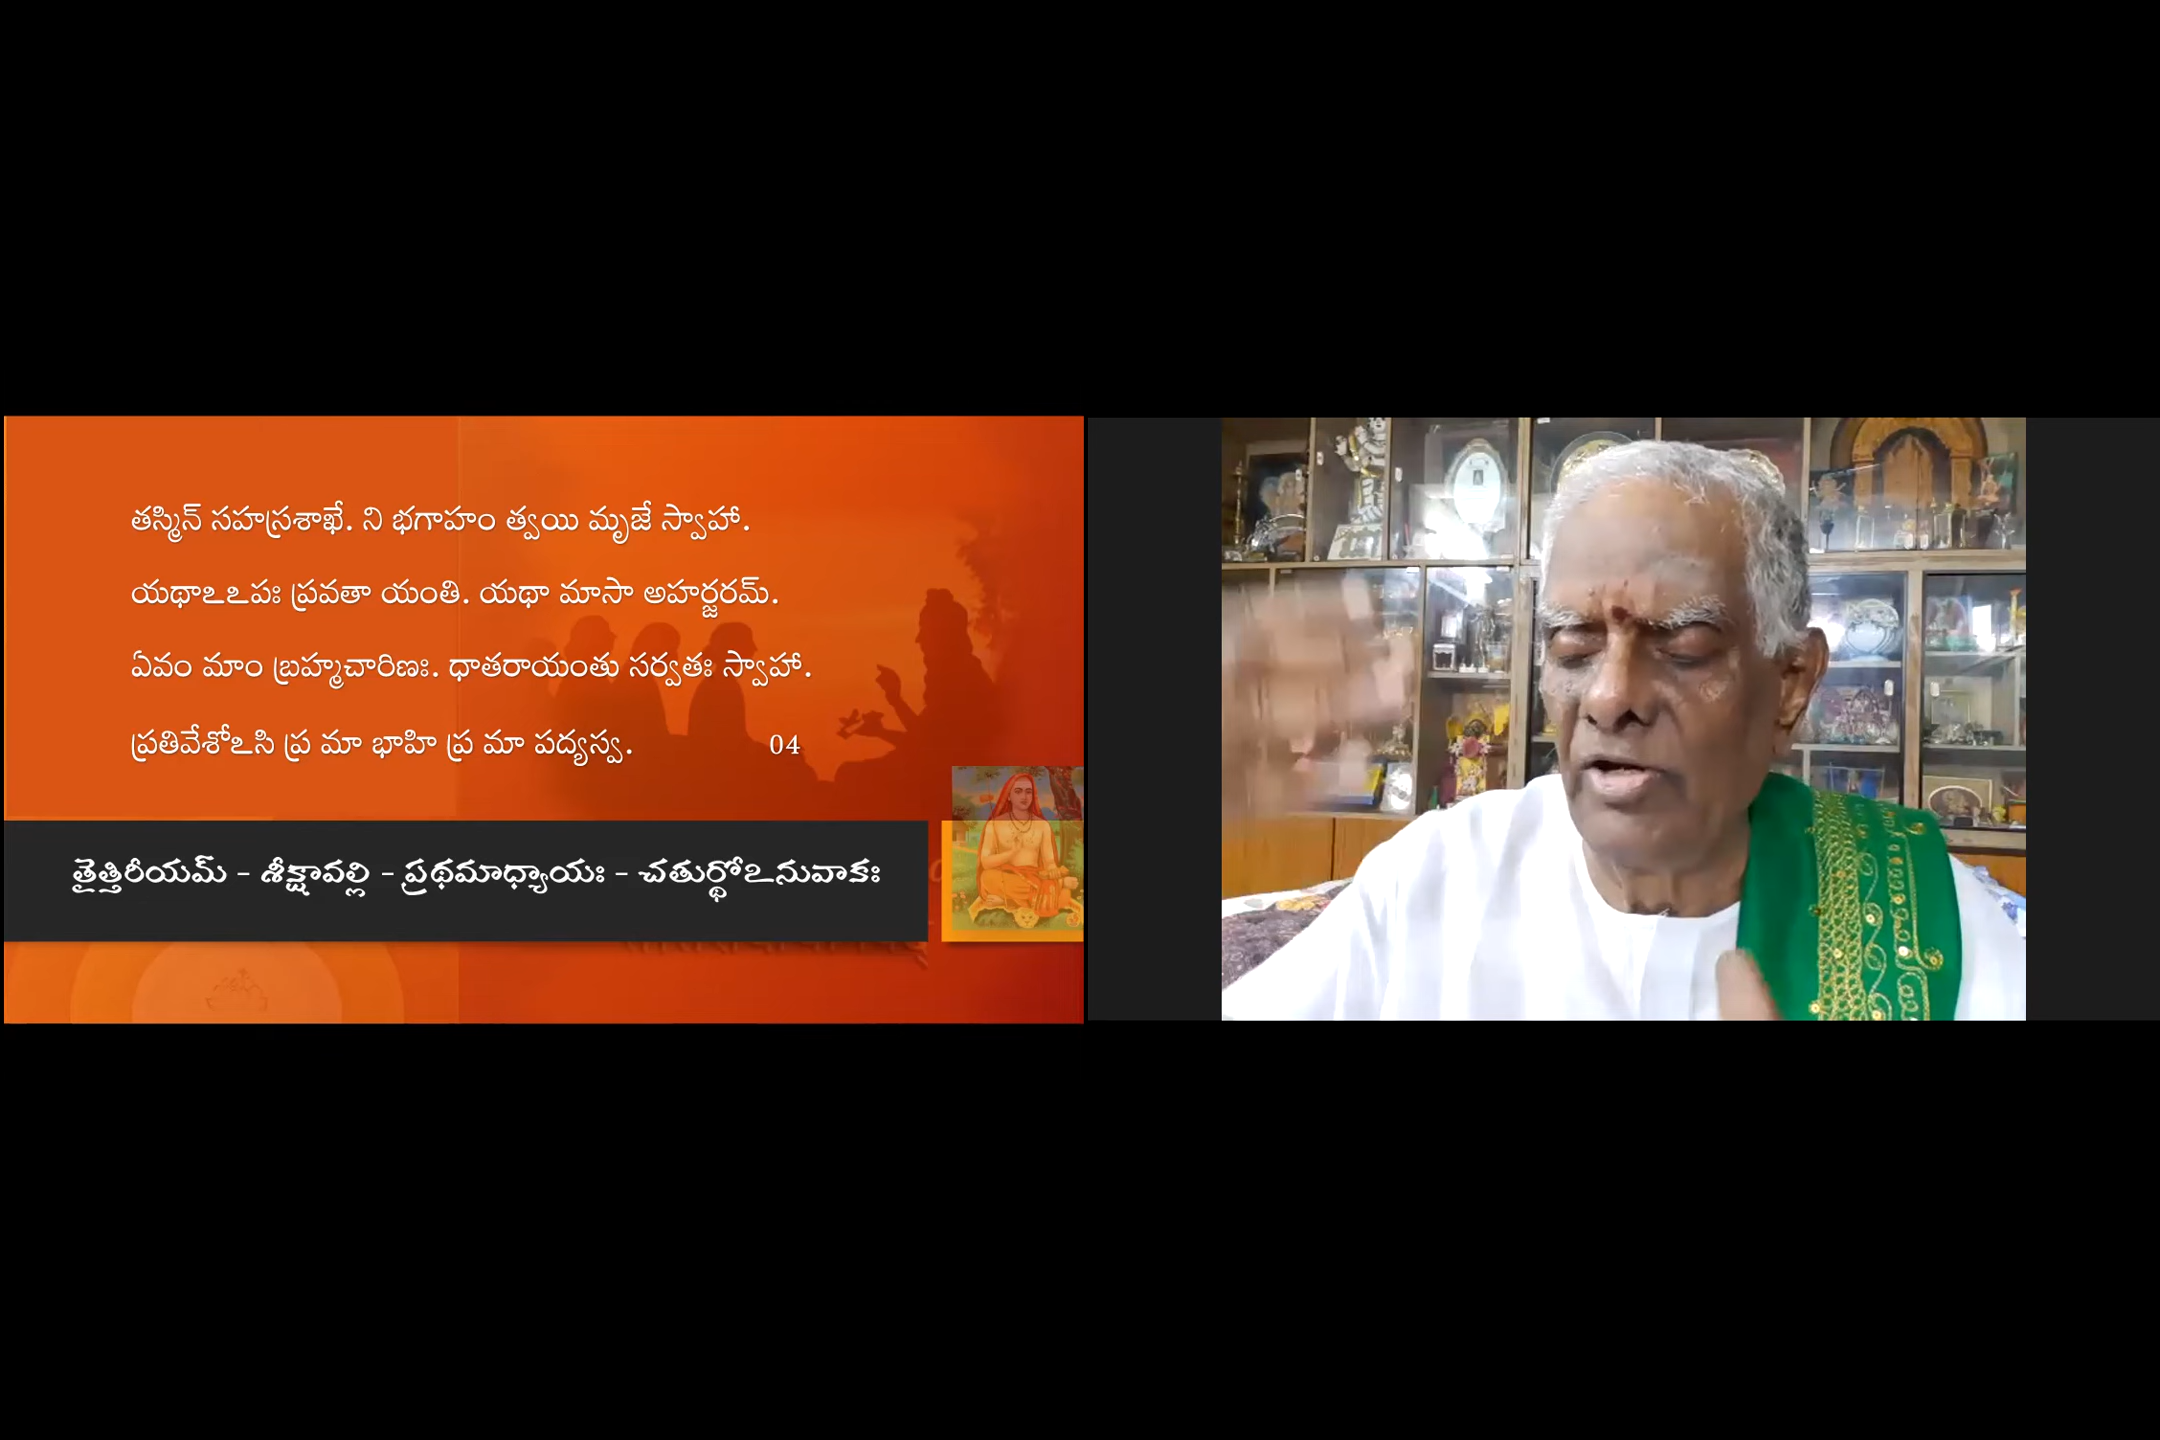 తస్మిన్ సహస్రశాఖే. ని భగాహం త్వయి మృజే స్వాహా.
యథాఽఽపః ప్రవతా యంతి. యథా మాసా అహర్జరమ్.
ఏవం మాం బ్రహ్మచారిణః. ధాతరాయంతు సర్వతః స్వాహా.
ప్రతివేశోఽసి ప్ర మా భాహి ప్ర మా పద్యస్వ. 04
తైత్తిరీయమ్ - శీక్షావల్లి - ప్రథమాధ్యాయః - చతుర్థోఽనువాకః